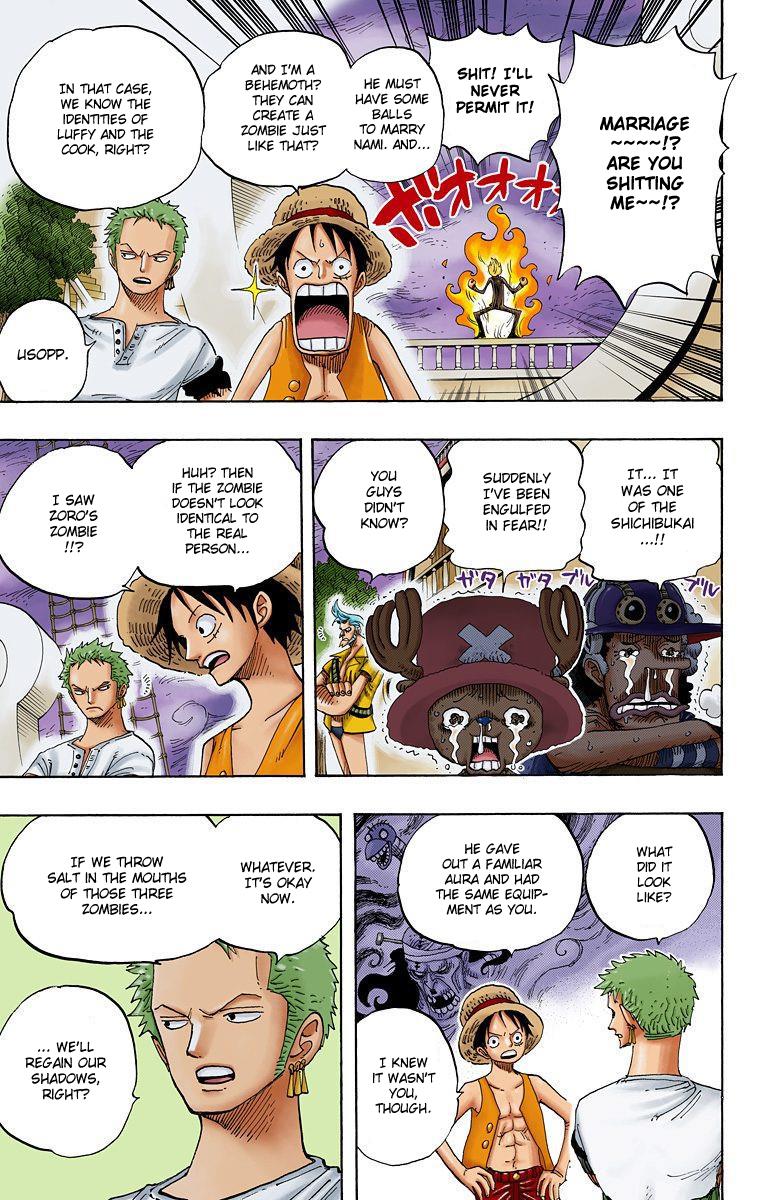 MARRIAGE
~~~~!?
ARE YOU
SHITTING
ME~~!?
SHIT! I'LL
NEVER
PERMIT IT!
ボオオオオ
HE MUST
HAVE SOME
BALLS
TO MARRY
NAMI. AND...
AND I'M A
BEHEMOTH?
THEY CAN
CREATE A
ZOMBIE JUST
LIKE THAT?
IN THAT CASE,
WE KNOW THE
IDENTITIES OF
LUFFY AND THE
COOK, RIGHT?
USOPP.
IT... IT
WAS ONE
OF THE
SHICHIBUKAI
...!!
SUDDENLY
I'VE BEEN
ENGULFED
IN FEAR!!
YOU
GUYS
DIDN'T
KNOW?
ガタ
ガタ
ブル
ブル
HUH? THEN
IF THE ZOMBIE
DOESN'T LOOK
IDENTICAL TO
THE REAL
PERSON...
I SAW
ZORO'S
ZOMBIE
!!?
WHAT
DID IT
LOOK
LIKE?
HE GAVE
OUT A FAMILIAR
AURA AND HAD
THE SAME EQUIP-
MENT AS YOU.
I KNEW
IT WASN'T
YOU,
THOUGH.
WHATEVER.
IT'S OKAY
NOW.
IF WE THROW
SALT IN THE MOUTHS
OF THOSE THREE
ZOMBIES...
... WE'LL
REGAIN OUR
SHADOWS,
RIGHT?